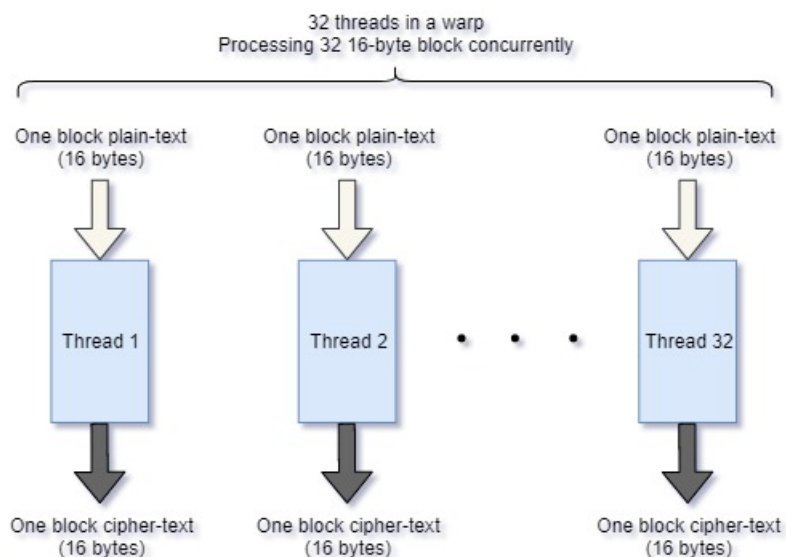 32 threads in a warp
Processing 32 16-byte block concurrently
One block plain-text
(16 bytes)
One block plain-text
(16 bytes)
One block plain-text
(16 bytes)
Thread 1
Thread 2
Thread 32
One block cipher-text
(16 bytes)
One block cipher-text
(16 bytes)
One block cipher-text
(16 bytes)